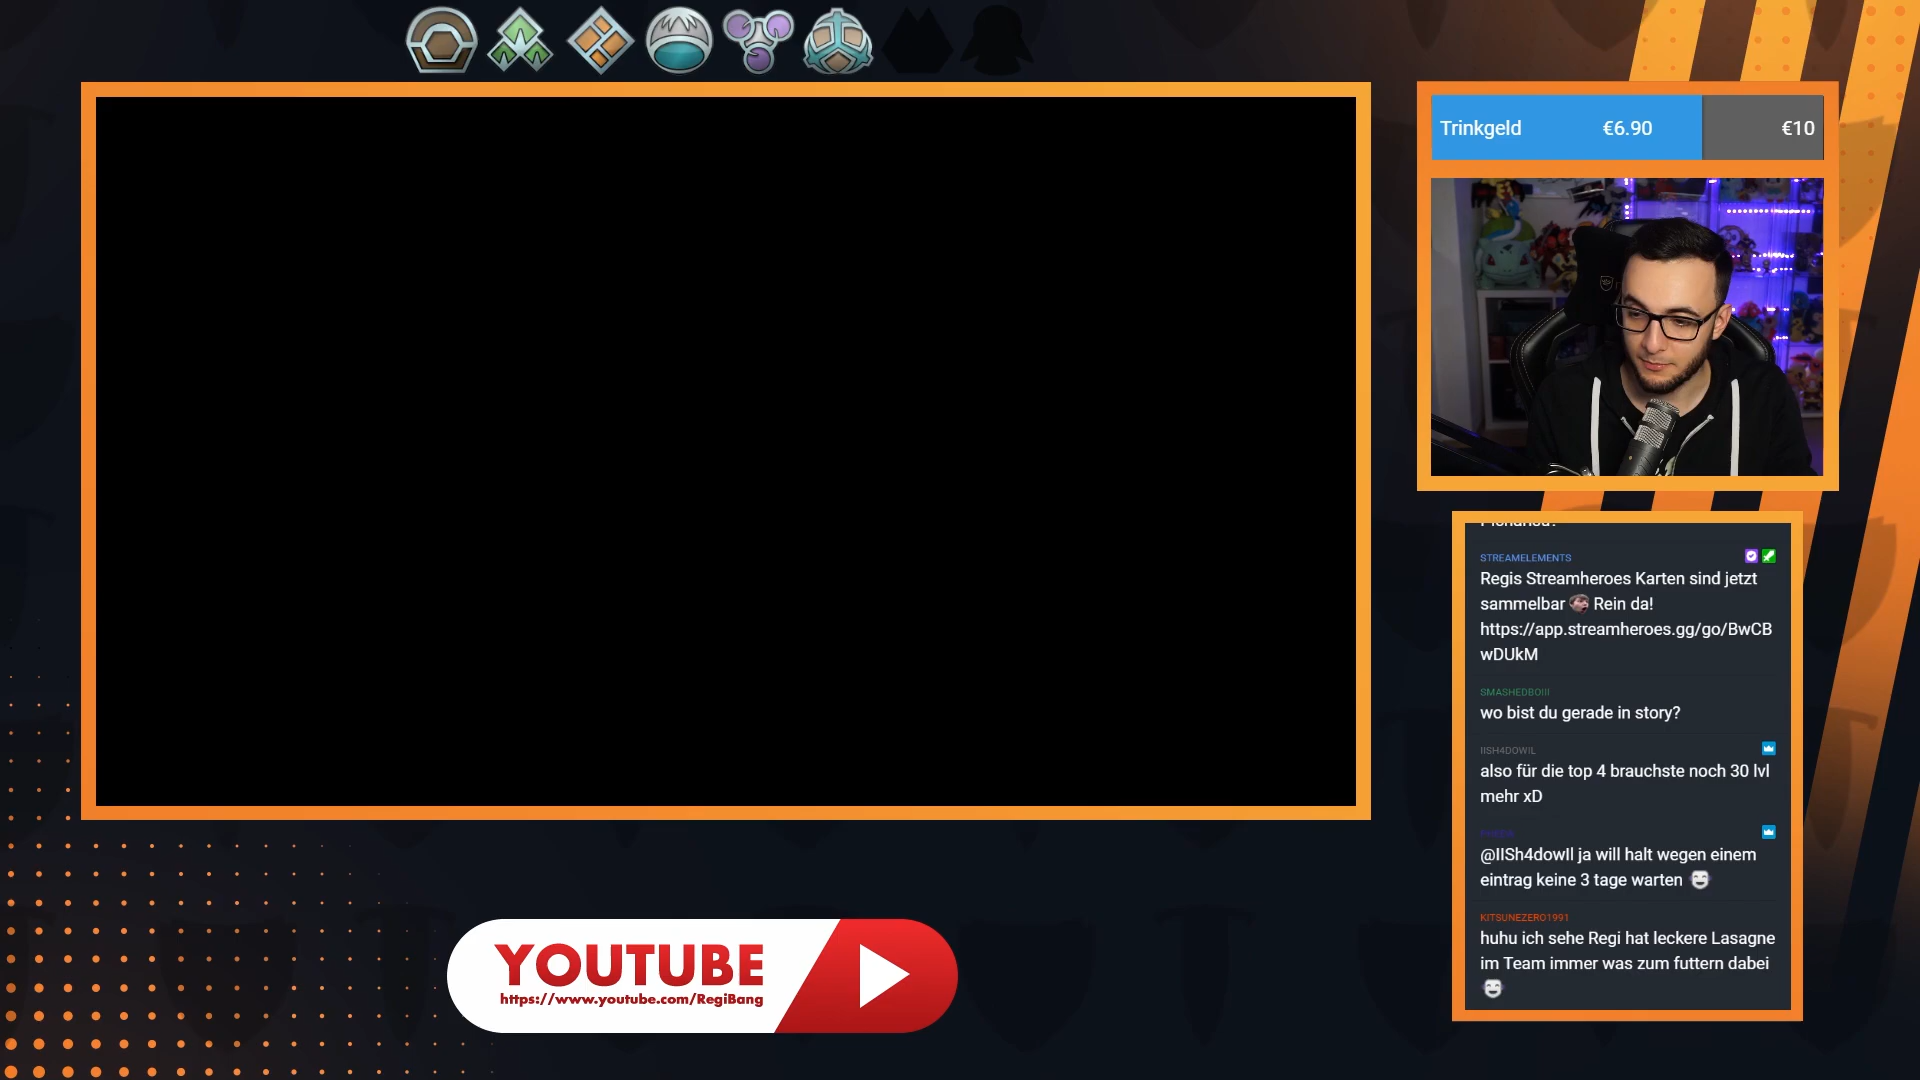 Trinkgeld €6.90 €10
STREAMELEMENTS
Regis Streamheroes Karten sind jetzt
sammelbar Rein da!
https://app.streamheroes.gg/go/BwCB
wDUkM
SMASHEDBOIII
wo bist du gerade in story?
IISH4DOWIL
also für die top 4 brauchste noch 30 lvl
mehr xD
@IISh4dowIl ja will halt wegen einem
eintrag keine 3 tage warten
KITSUNEZERO1991
huhu ich sehe Regi hat leckere Lasagne
im Team immer was zum futtern dabei
YOUTUBE
https://www.youtube.com/RegiBang